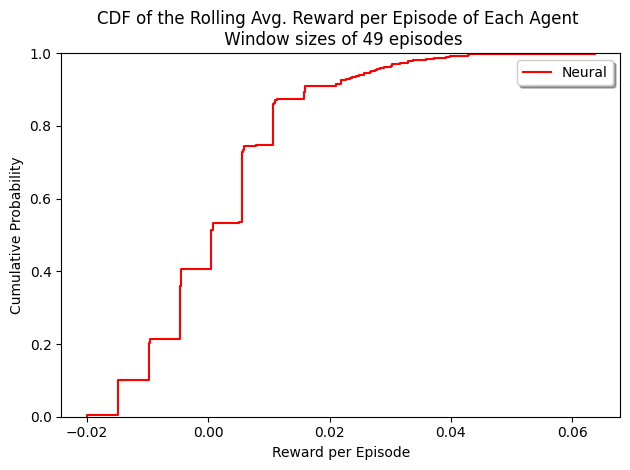 CDF of the Rolling Avg. Reward per Episode of Each Agent
Window sizes of 49 episodes
Neural
1.0
0.8
0.6
0.4
0.2
0.0
Cumulative Probability
−0.02
0.00
0.02
0.04
0.06
Reward per Episode